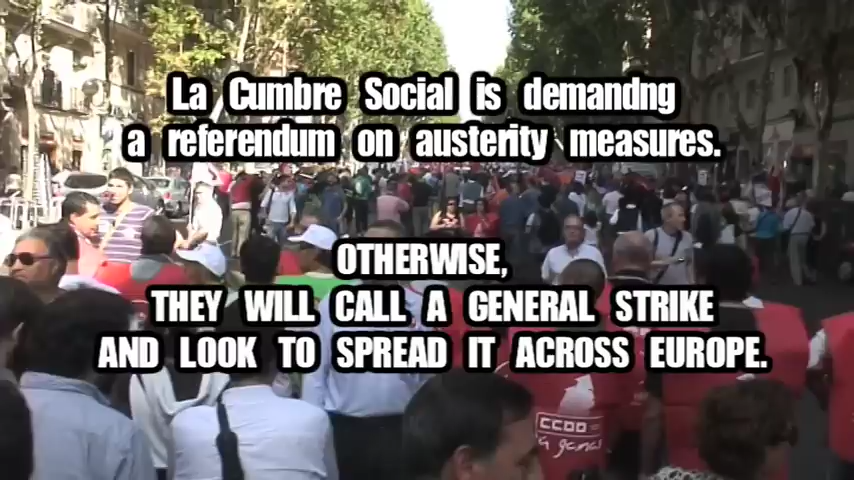 La Cumbre Social is demandng
a referendum on austerity measures.
OTHERWISE,
THEY WILL CALL A GENERAL STRIKE
AND LOOK TO SPREAD IT ACROSS EUROPE.
CCOO